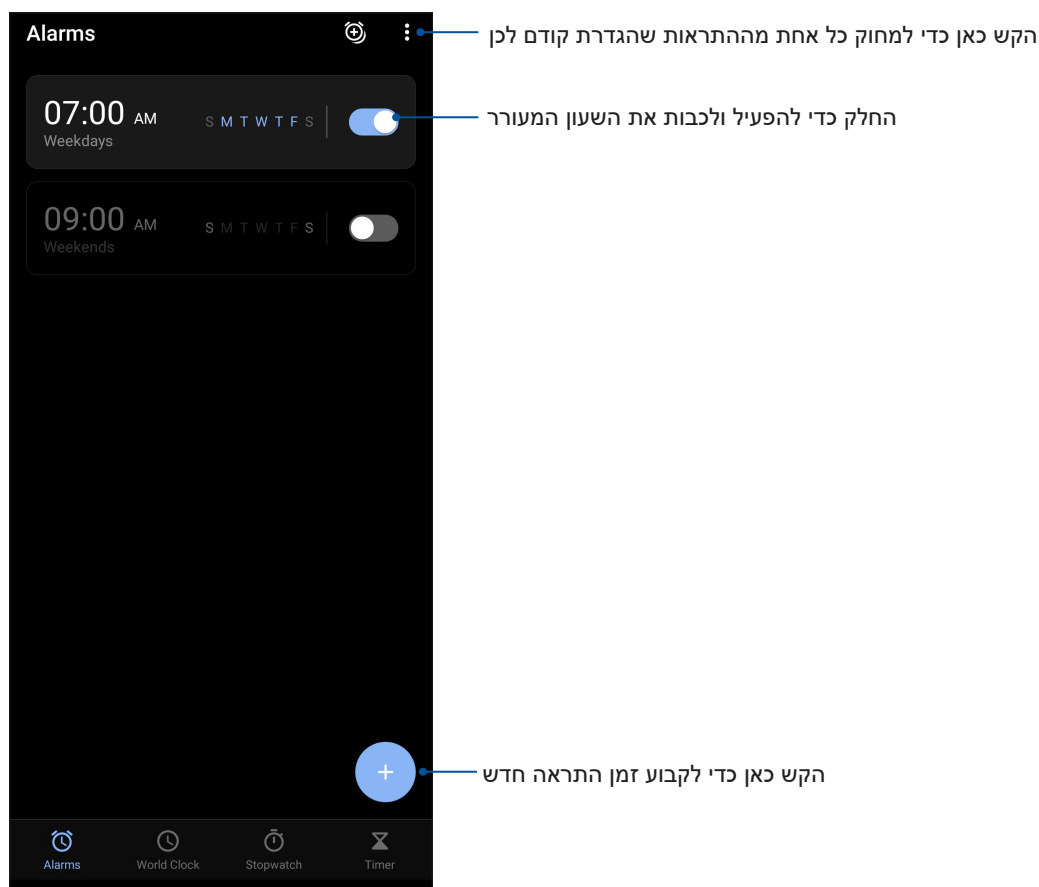 Alarms
הקש כאן כדי למחוק כל אחת מההתראות שהגדרת קודם לכן
07:00 AM S M T W T F S
Weekdays
החלק כדי להפעיל ולכבות את השעון המעורר
09:00 AM S M T W T F S
Weekends
הקש כאן כדי לקבוע זמן התראה חדש
Alarms World Clock Stopwatch Timer